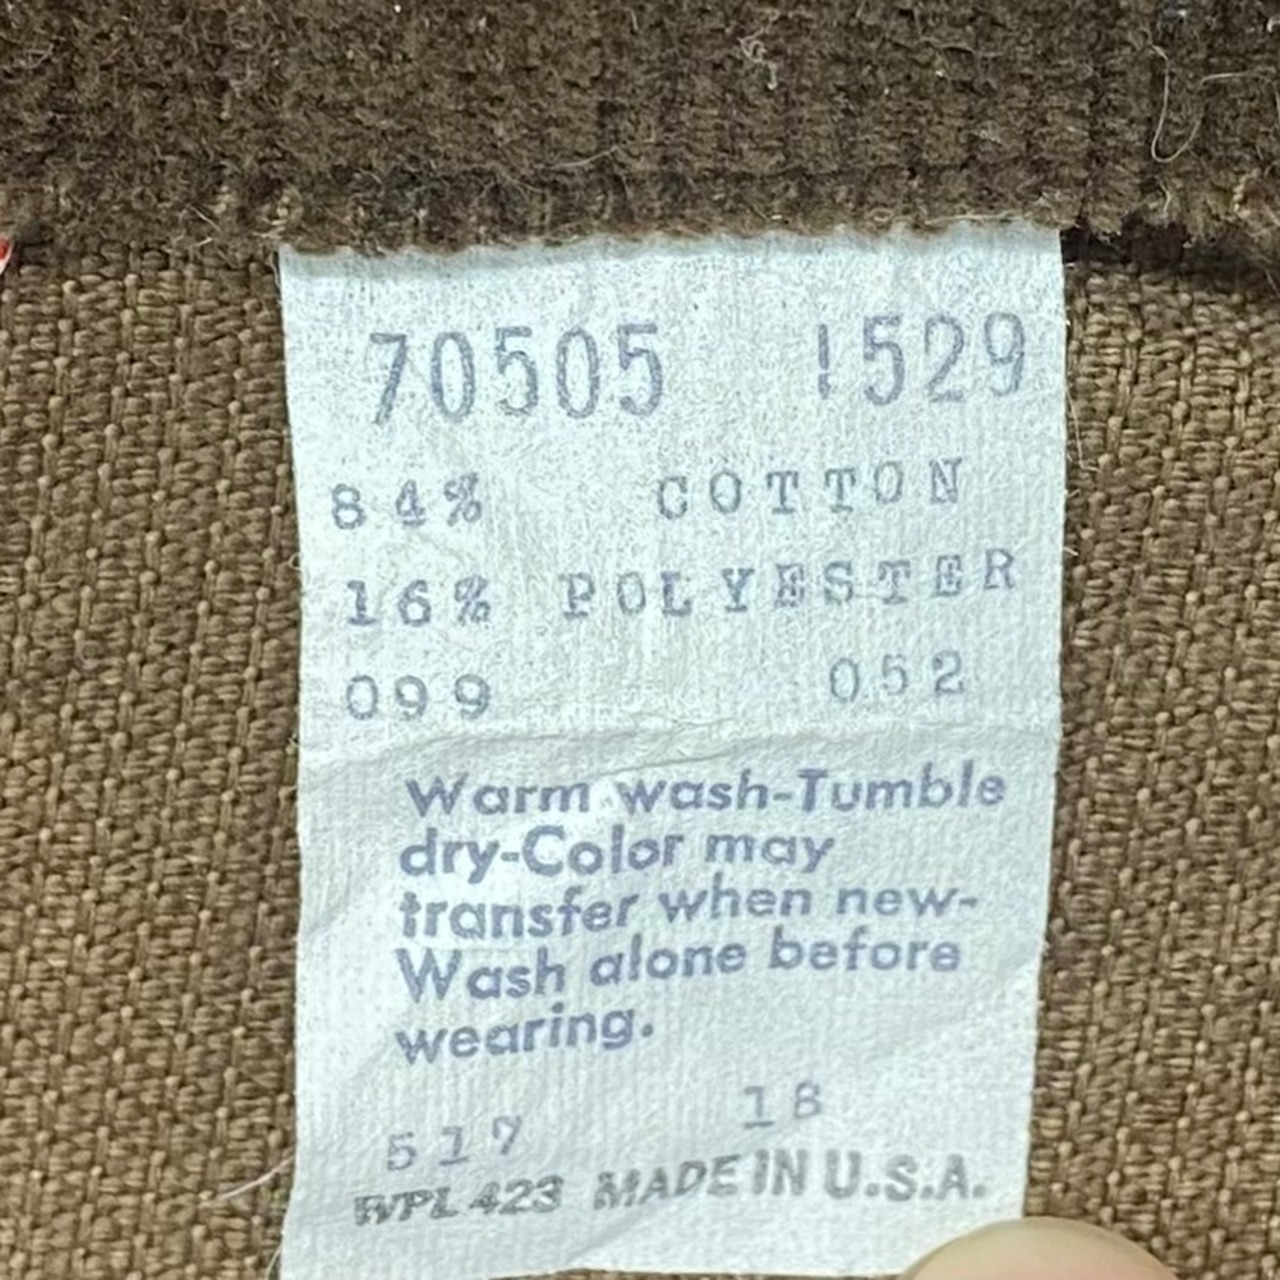 70505 1529
84% COTTON
16% POLYESTER
099 052
Warm wash-Tumble
dry-Color may
transfer when new-
Wash alone before
wearing.
517 18
WPL 423 MADE IN U.S.A.